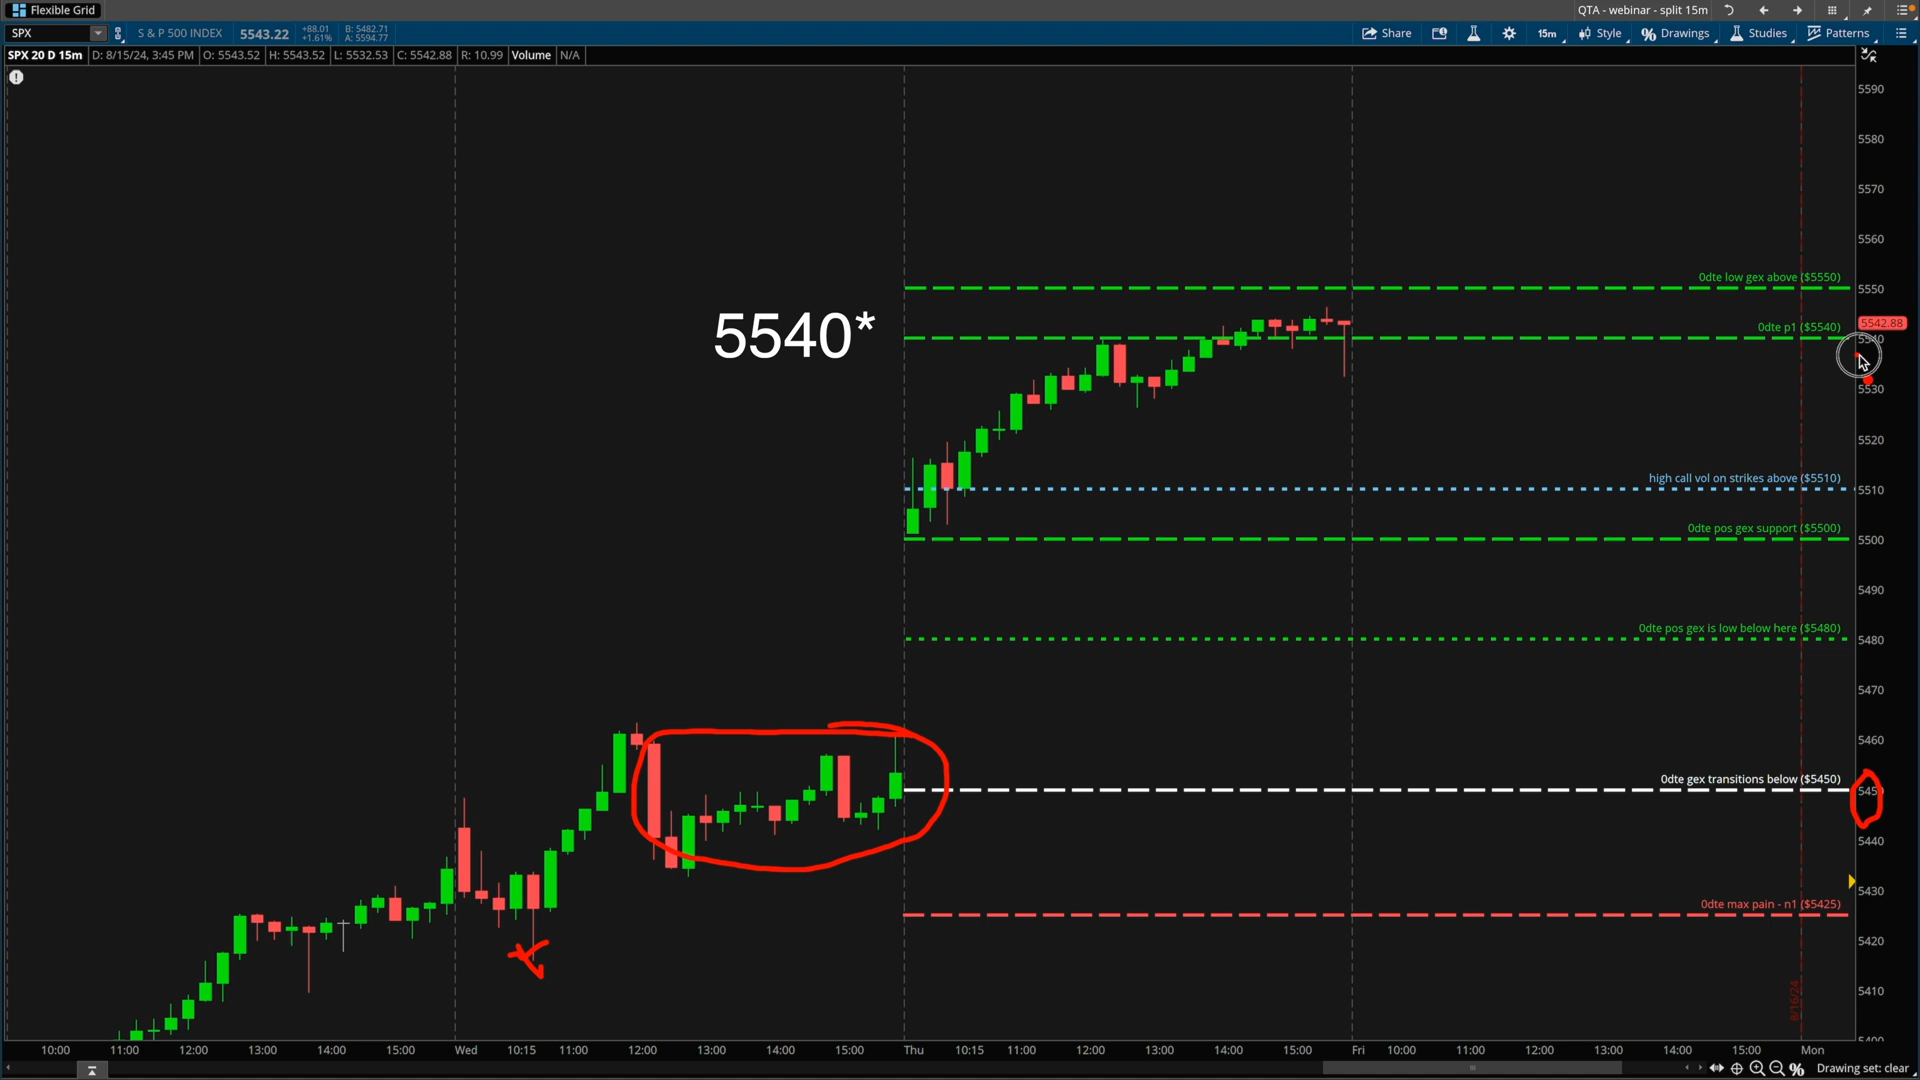 Flexible Grid
QTA - webinar - split 15m
SPX
S & P 500 INDEX
5543.22
+88.01
+1.61%
B: 5482.71
A: 5594.77
Share
15m
Style
Drawings
Studies
Patterns
SPX 20 D 15m
D: 8/15/24, 3:45 PM
O: 5543.52
H: 5543.52
L: 5532.53
C: 5542.88
R: 10.99
Volume
N/A
5590
5580
5570
5560
0dte low gex above ($5550)
5550
5540*
0dte p1 ($5540)
5542.88
5530
5520
high call vol on strikes above ($5510)
5510
0dte pos gex support ($5500)
5500
5490
0dte pos gex is low below here ($5480)
5480
5470
5460
0dte gex transitions below ($5450)
5440
5430
0dte max pain - n1 ($5425)
5420
5410
8/16/24
10:00 11:00 12:00 13:00 14:00 15:00 Wed 10:15 11:00 12:00 13:00 14:00 15:00 Thu 10:15 11:00 12:00 13:00 14:00 15:00 Fri 10:00 11:00 12:00 13:00 14:00 15:00 Mon
Drawing set: clear